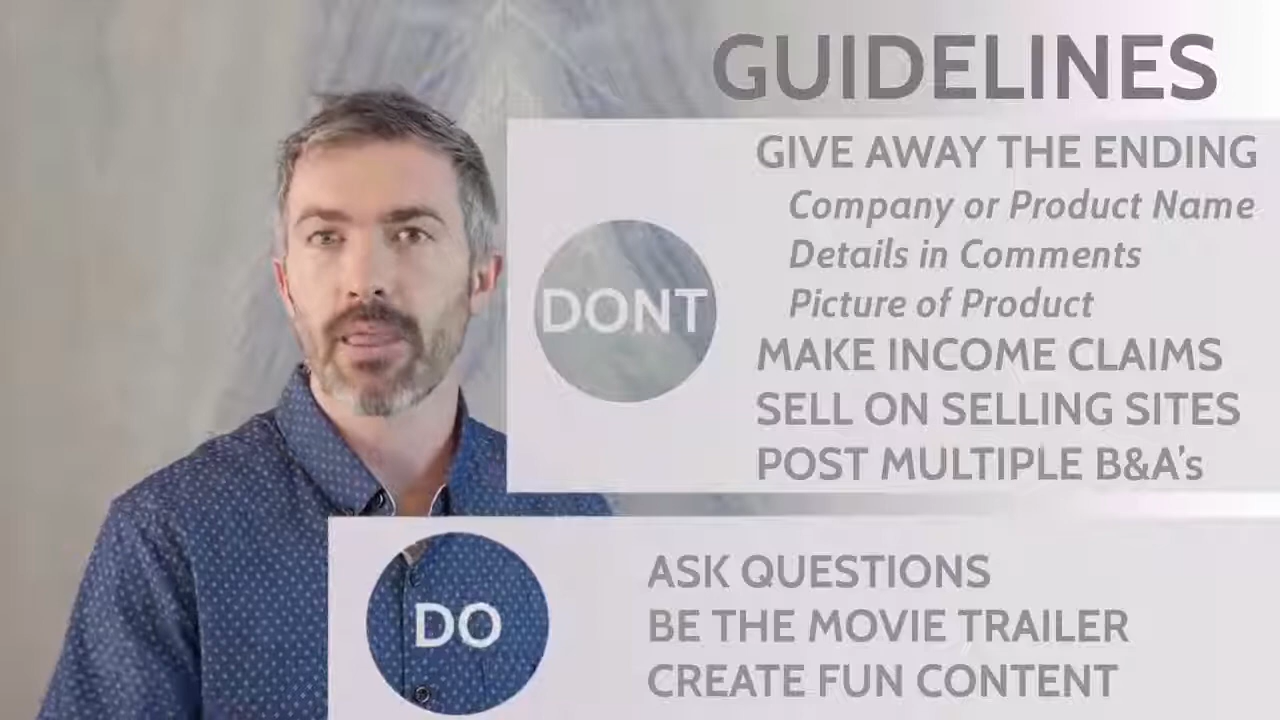 GUIDELINES
GIVE AWAY THE ENDING
Company or Product Name
Details in Comments
DONT
Picture of Product
MAKE INCOME CLAIMS
SELL ON SELLING SITES
POST MULTIPLE B&A's
ASK QUESTIONS
DO
BE THE MOVIE TRAILER
CREATE FUN CONTENT